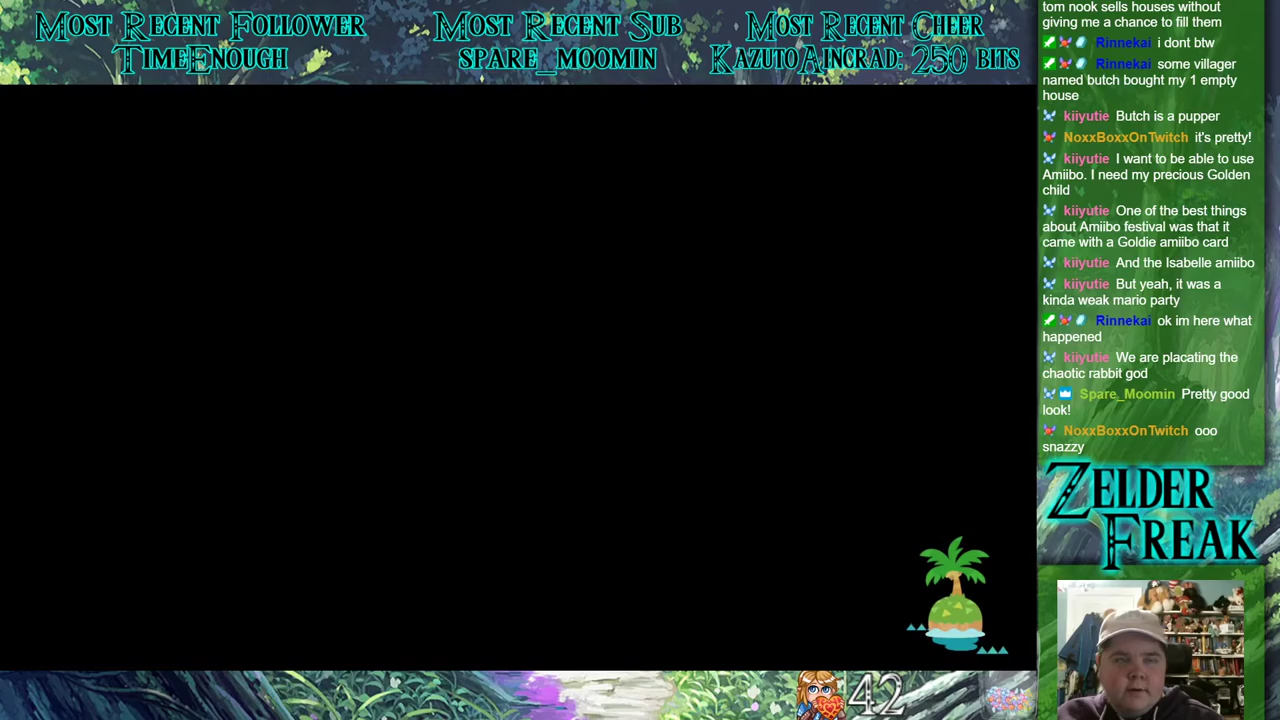 Most Recent Follower
TimeEnough
Most Recent Sub
spare_moomin
Most Recent Cheer
KazutoAincrad: 250 bits
tom nook sells houses without
giving me a chance to fill them
Rinnekai i dont btw
Rinnekai some villager
named butch bought my 1 empty
house
kiiyutie Butch is a pupper
NoxxBoxxOnTwitch it's pretty!
kiiyutie I want to be able to use
Amiibo. I need my precious Golden
child
kiiyutie One of the best things
about Amiibo festival was that it
came with a Goldie amiibo card
kiiyutie And the Isabelle amiibo
kiiyutie But yeah, it was a
kinda weak mario party
Rinnekai ok im here what
happened
kiiyutie We are placating the
chaotic rabbit god
Spare_Moomin Pretty good
look!
NoxxBoxxOnTwitch ooo
snazzy
Zelder
Freak
42